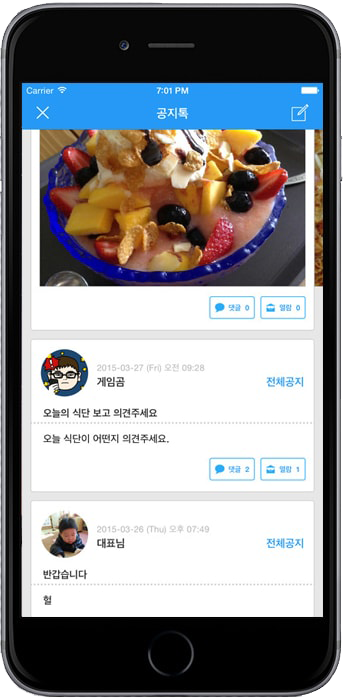 Carrier 7:01 PM
공지톡
댓글 0 열람 0
2015-03-27 (Fri) 오전 09:28
게임곰 전체공지
오늘의 식단 보고 의견주세요
오늘 식단이 어떤지 의견주세요.
댓글 2 열람 1
2015-03-26 (Thu) 오후 07:49
대표님 전체공지
반갑습니다
헐